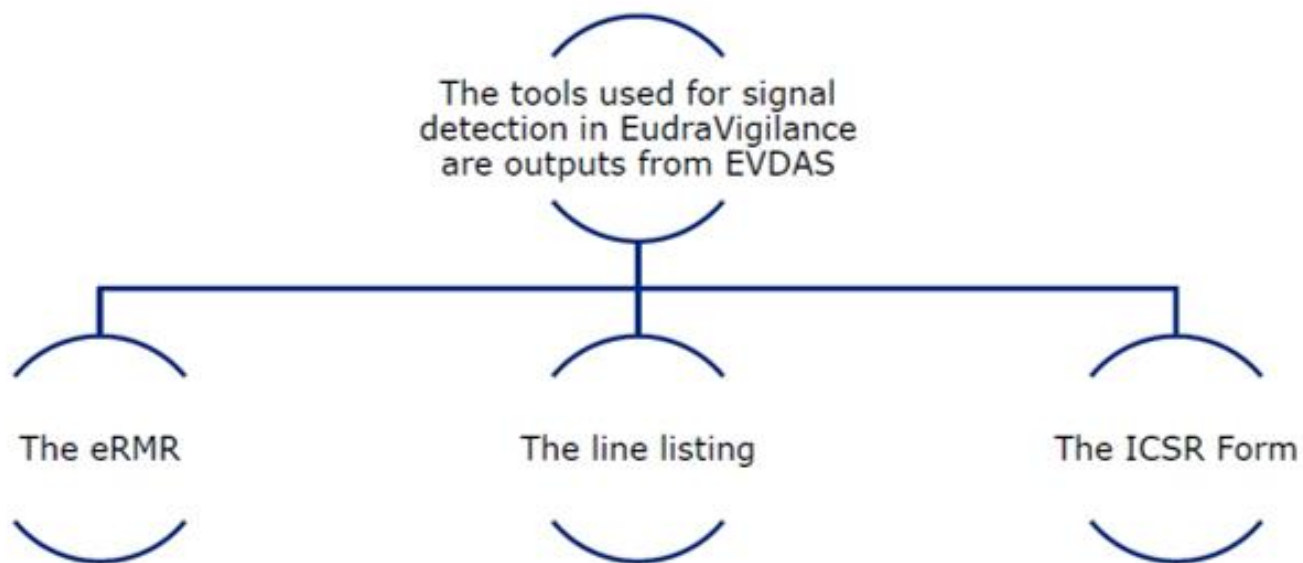 The tools used for signal
detection in EudraVigilance
are outputs from EVDAS
The eRMR
The line listing
The ICSR Form